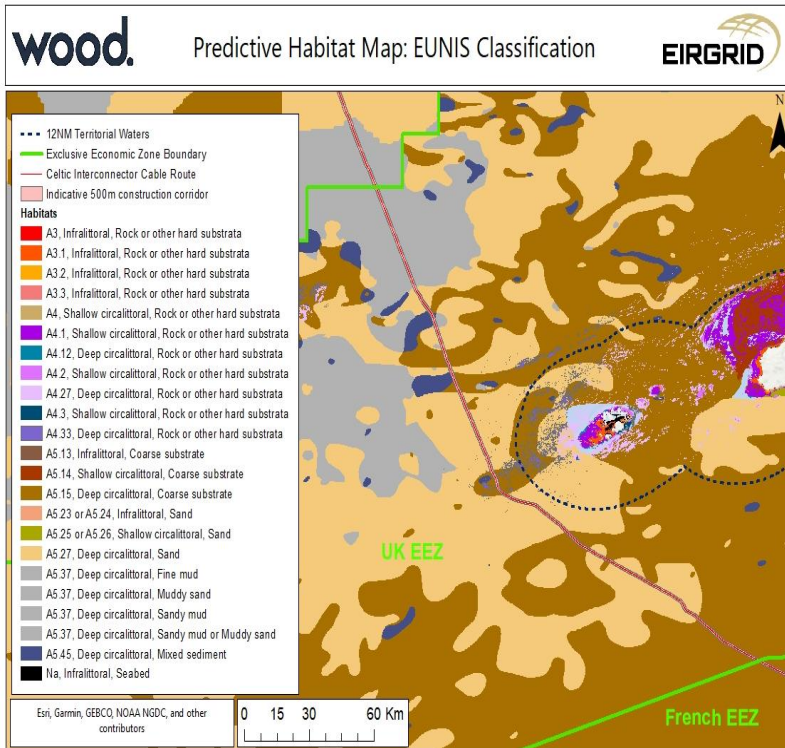 wood.
Predictive Habitat Map: EUNIS Classification
EIRGRID
N
12NM Territorial Waters
Exclusive Economic Zone Boundary
Celtic Interconnector Cable Route
Indicative 500m construction corridor
Habitats
A3, Infralittoral, Rock or other hard substrata
A3.1, Infralittoral, Rock or other hard substrata
A3.2, Infralittoral, Rock or other hard substrata
A3.3, Infralittoral, Rock or other hard substrata
A4, Shallow circalittoral, Rock or other hard substrata
A4.1, Shallow circalittoral, Rock or other hard substrata
A4.12, Deep circalittoral, Rock or other hard substrata
A4.2, Shallow circalittoral, Rock or other hard substrata
A4.27, Deep circalittoral, Rock or other hard substrata
A4.3, Shallow circalittoral, Rock or other hard substrata
A4.33, Deep circalittoral, Rock or other hard substrata
A5.13, Infralittoral, Coarse substrate
A5.14, Shallow circalittoral, Coarse substrate
A5.15, Deep circalittoral, Coarse substrate
A5.23 or A5.24, Infralittoral, Sand
A5.25 or A5.26, Shallow circalittoral, Sand
A5.27, Deep circalittoral, Sand
A5.37, Deep circalittoral, Fine mud
A5.37, Deep circalittoral, Muddy sand
A5.37, Deep circalittoral, Sandy mud
A5.37, Deep circalittoral, Sandy mud or Muddy sand
A5.45, Deep circalittoral, Mixed sediment
Na, Infralittoral, Seabed
UK EEZ
French EEZ
Esri, Garmin, GEBCO, NOAA NGDC, and other
contributors
0 15 30 60 Km